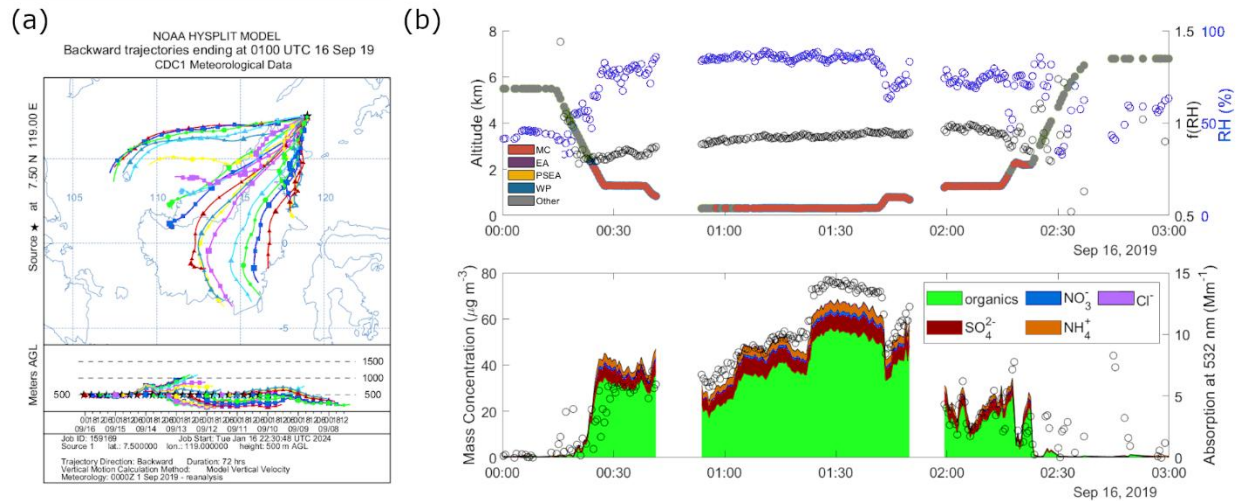 (a)
NOAA HYSPLIT MODEL
Backward trajectories ending at 0100 UTC 16 Sep 19
CDC1 Meteorological Data
Source ★ at 7.50 N 119.00 E
105
110
115
120
0
-5
Meters AGL
1500
1000
500
500
09/16 09/15 09/14 09/13 09/12 09/11 09/10 09/09 09/08
Job ID: 159169 Job Start: Tue Jan 16 22:30:48 UTC 2024
Source 1 lat.: 7.500000 lon.: 119.000000 height: 500 m AGL
Trajectory Direction: Backward Duration: 72 hrs
Vertical Motion Calculation Method: Model Vertical Velocity
Meteorology: 0000Z 1 Sep 2019 - reanalysis
(b)
Altitude (km)
8
6
4
2
0
MC
EA
PSEA
WP
Other
1.5
1
0.5
f(RH)
100
50
0
RH (%)
00:00 00:30 01:00 01:30 02:00 02:30 03:00
Sep 16, 2019
Mass Concentration (μg m⁻³)
80
60
40
20
0
organics NO₃⁻ Cl⁻
SO₄²⁻ NH₄⁺
15
10
5
0
Absorption at 532 nm (Mm⁻¹)
00:00 00:30 01:00 01:30 02:00 02:30 03:00
Sep 16, 2019